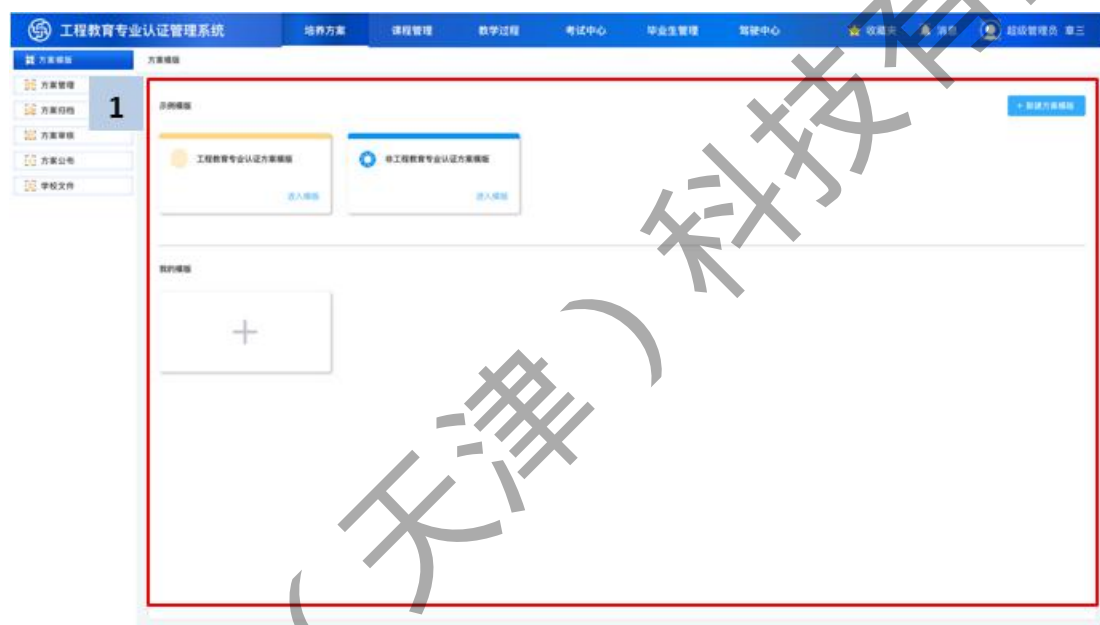 工程教育专业认证管理系统 培养方案 课程管理 教学过程 考试中心 毕业生管理 驾驶中心 收藏夹 消息 超级管理员 章三
方案模版 方案模版
方案管理
方案归档
方案审核
方案公布
学校文件
1
示例模版 + 新建方案模版
工程教育专业认证方案模版 非工程教育专业认证方案模版
进入模版 进入模版
我的模版
+
（天津）科技有